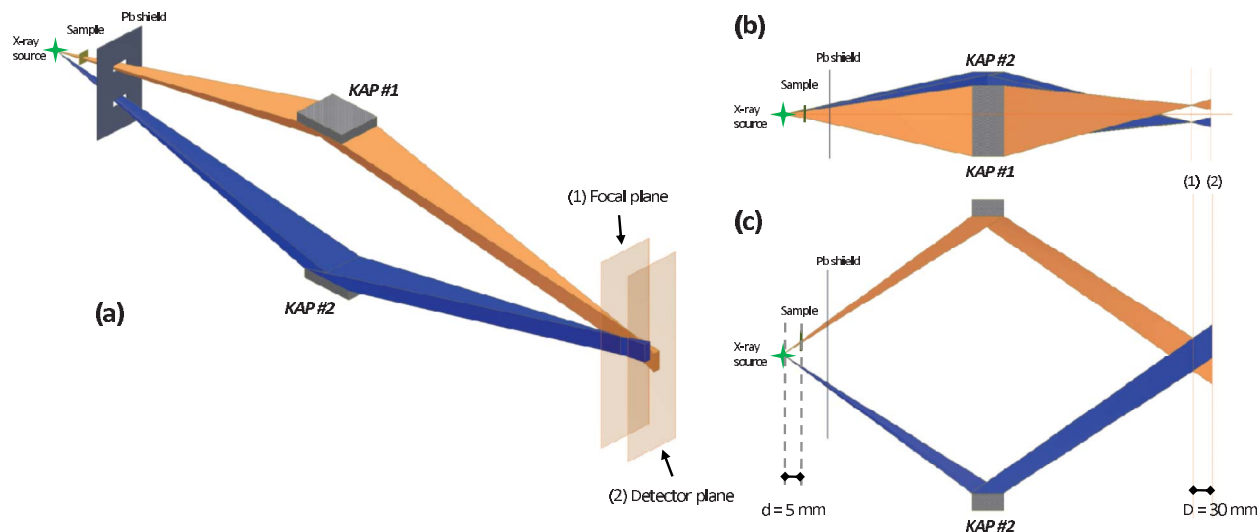 Pb shield
Sample
X-ray
source
KAP #1
(1) Focal plane
KAP #2
(a)
(2) Detector plane
(b)
KAP #2
Pb shield
Sample
X-ray
source
KAP #1
(1)
(2)
(c)
Pb shield
Sample
X-ray
source
d = 5 mm
D = 30 mm
KAP #2